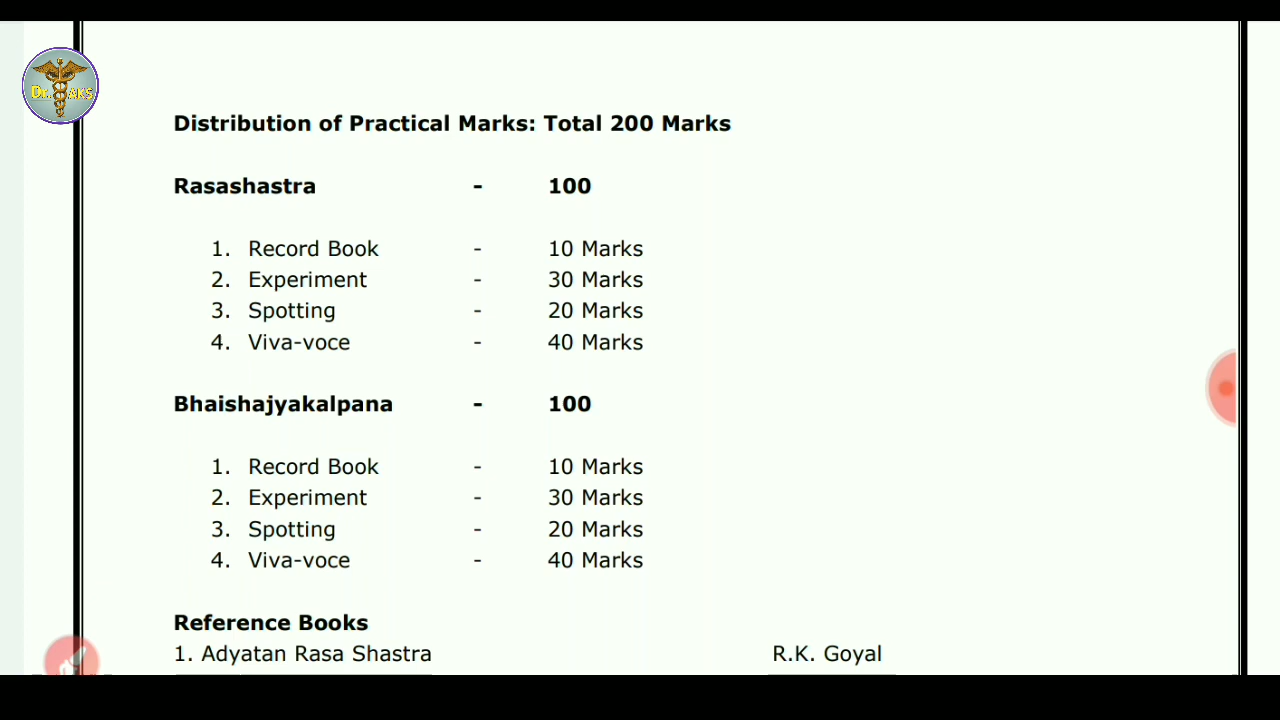 Dr. AKS
Distribution of Practical Marks: Total 200 Marks
Rasashastra - 100
1. Record Book - 10 Marks
2. Experiment - 30 Marks
3. Spotting - 20 Marks
4. Viva-voce - 40 Marks
Bhaishajyakalpana - 100
1. Record Book - 10 Marks
2. Experiment - 30 Marks
3. Spotting - 20 Marks
4. Viva-voce - 40 Marks
Reference Books
1. Adyatan Rasa Shastra R.K. Goyal